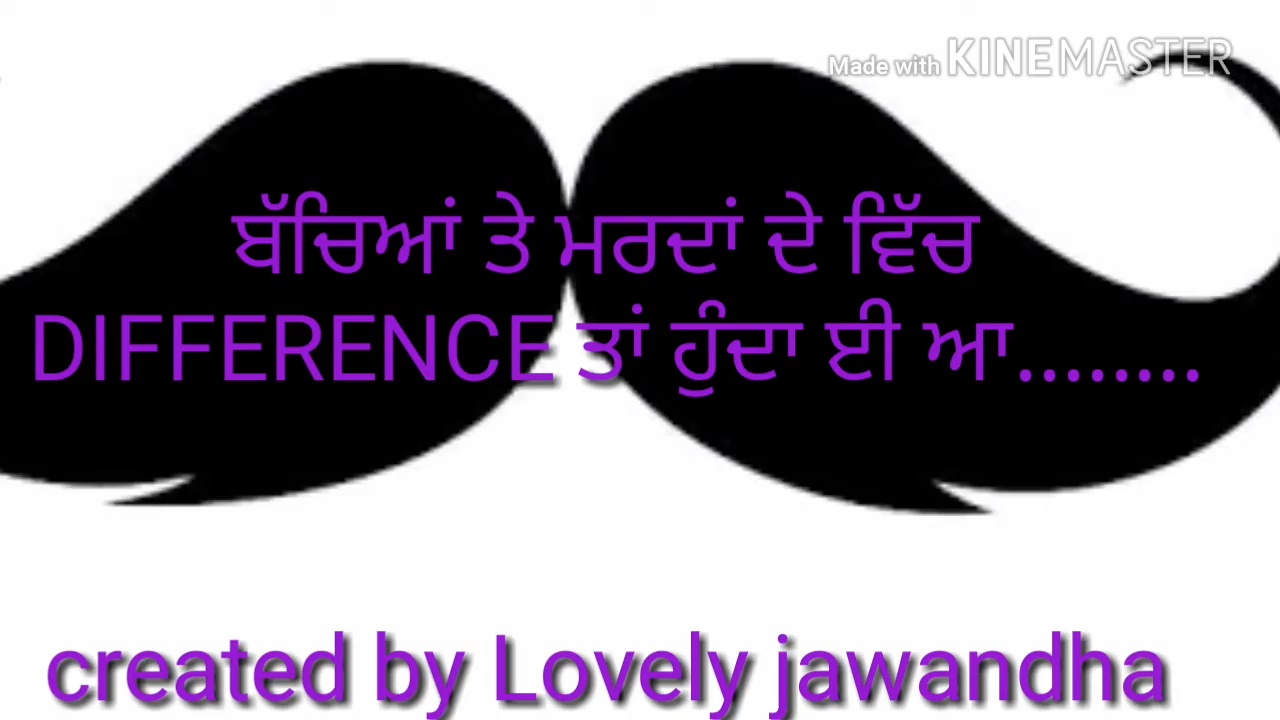 Made with KINEMASTER
ਬੱਚਿਆਂ ਤੇ ਮਰਦਾਂ ਦੇ ਵਿੱਚ
DIFFERENCE ਤਾਂ ਹੁੰਦਾ ਈ ਆ........
created by Lovely jawandha